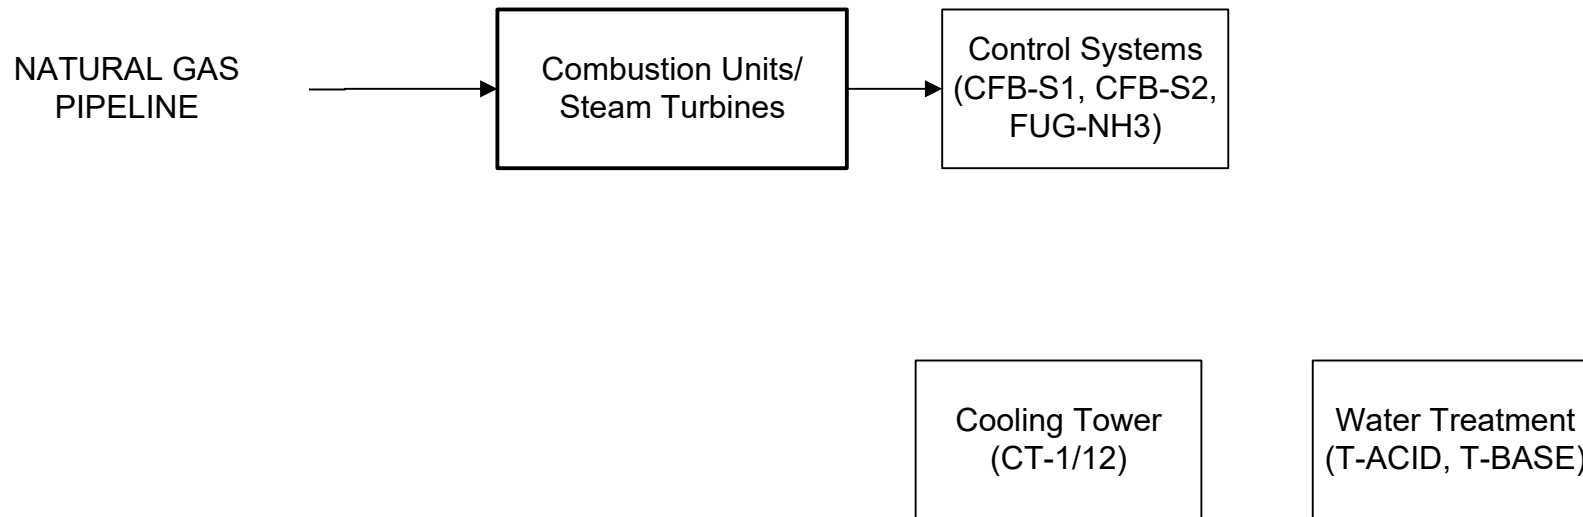 NATURAL GAS
PIPELINE
Combustion Units/
Steam Turbines
Control Systems
(CFB-S1, CFB-S2,
FUG-NH3)
Cooling Tower
(CT-1/12)
Water Treatment
(T-ACID, T-BASE)